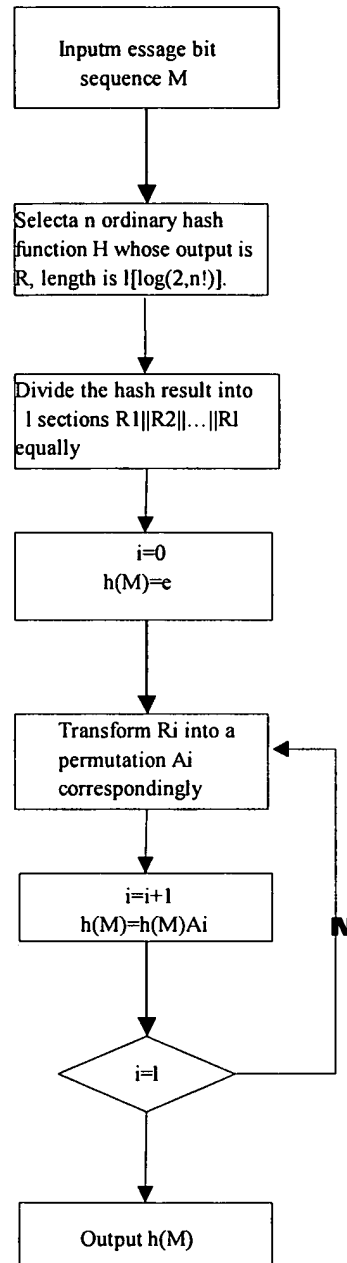 Inputm essage bit
sequence M
Selecta n ordinary hash
function H whose output is
R, length is l[log(2,n!)].
Divide the hash result into
l sections R1||R2||...||Rl
equally
i=0
h(M)=e
Transform Ri into a
permutation Ai
correspondingly
i=i+1
h(M)=h(M)Ai
N
i=l
Output h(M)